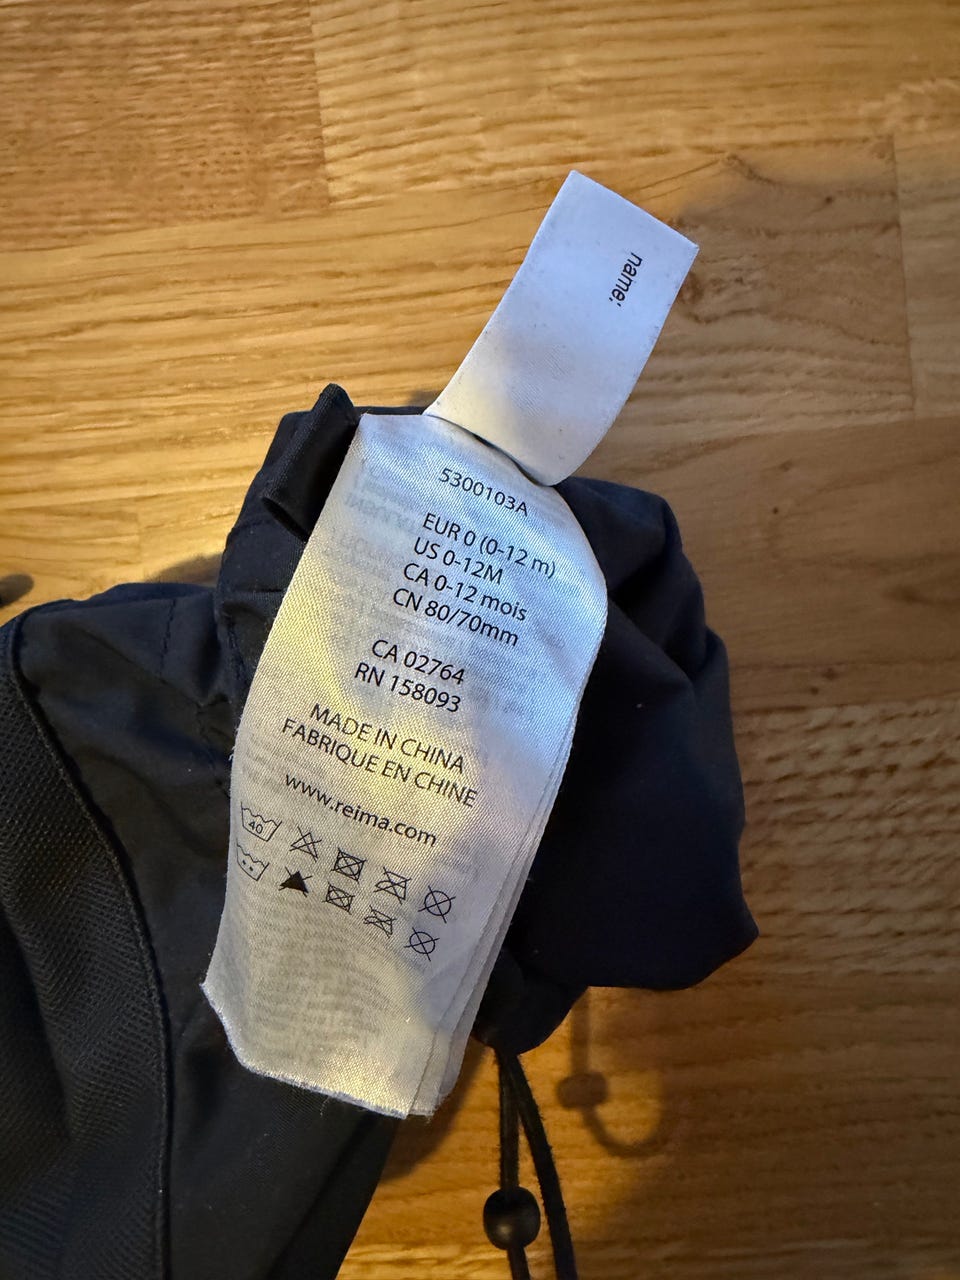 name:
5300103A
EUR 0 (0-12 m)
US 0-12M
CA 0-12 mois
CN 80/70mm
CA 02764
RN 158093
MADE IN CHINA
FABRIQUE EN CHINE
www.reima.com
40